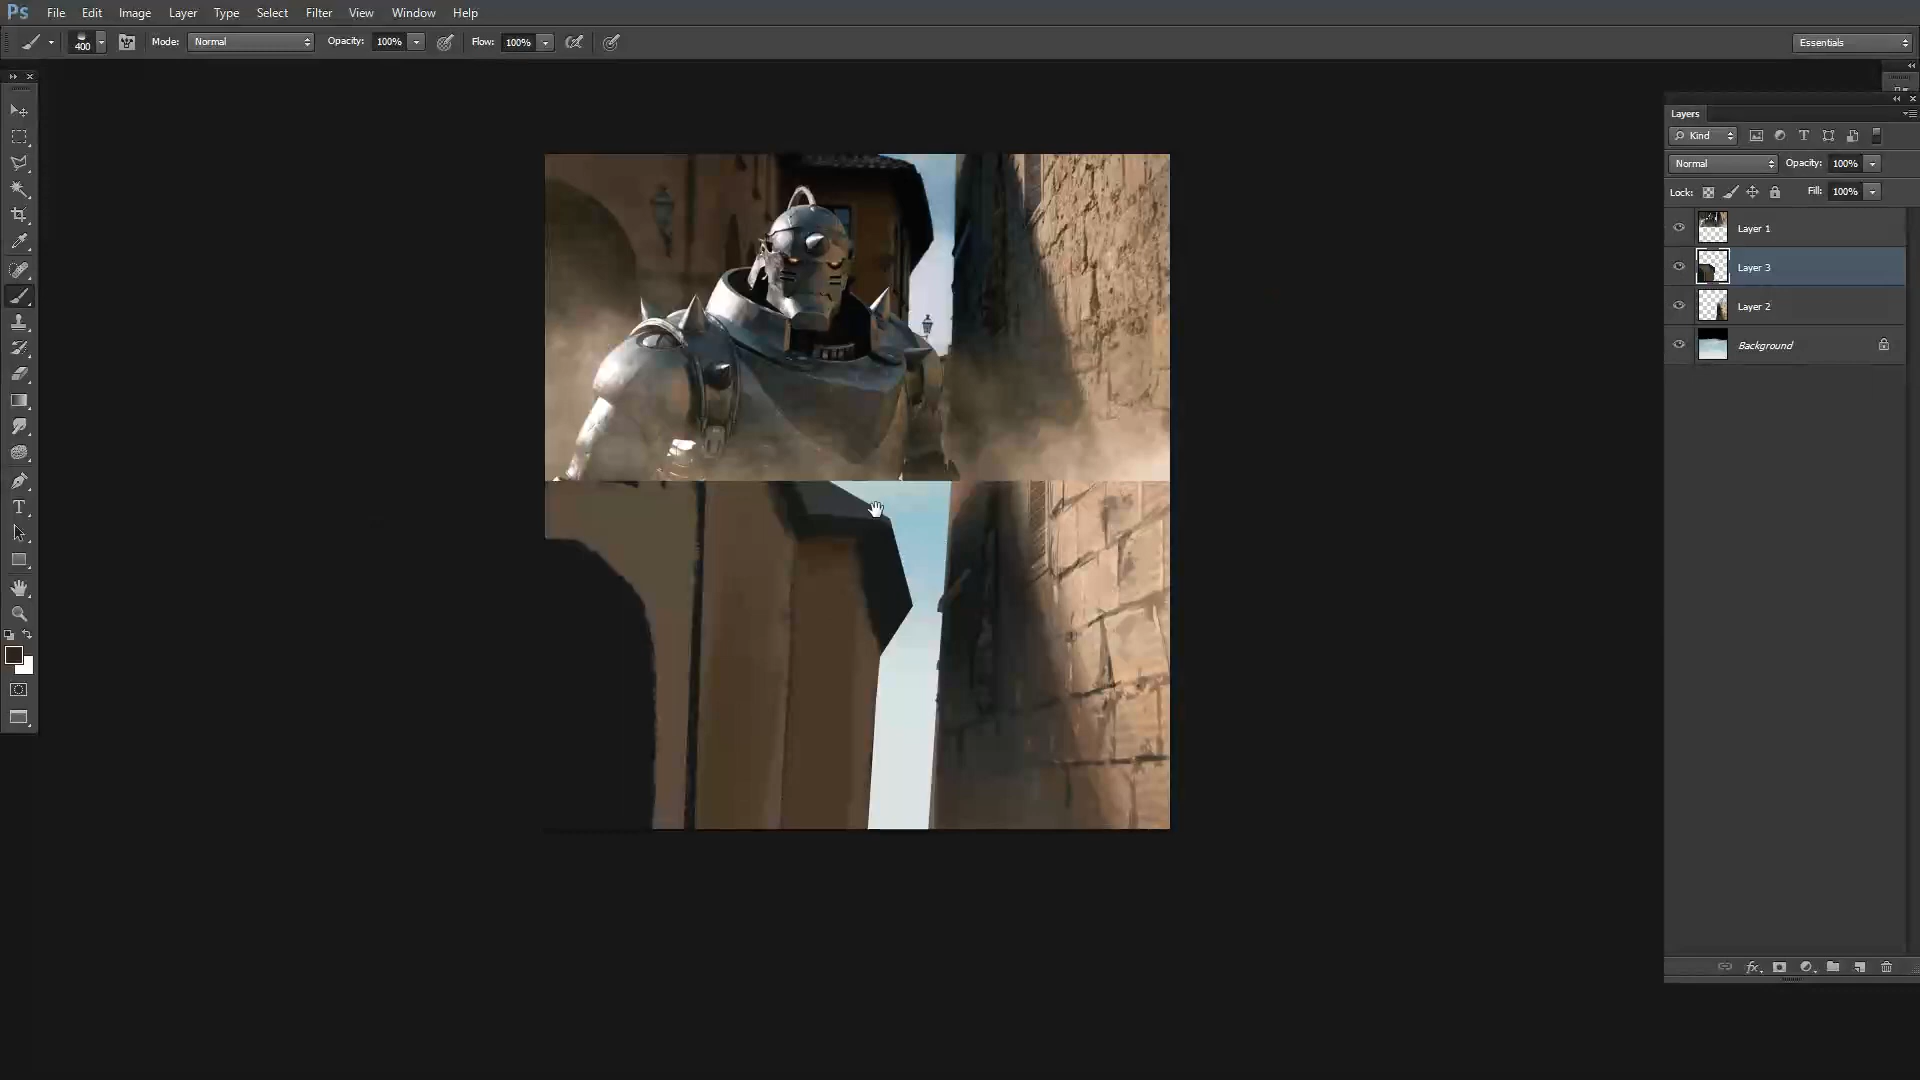 Ps File Edit Image Layer Type Select Filter View Window Help
400 Mode: Normal Opacity: 100% Flow: 100% Essentials
Layers
Kind T
Normal Opacity: 100%
Lock: Fill: 100%
Layer 1
Layer 3
Layer 2
Background
T
fx